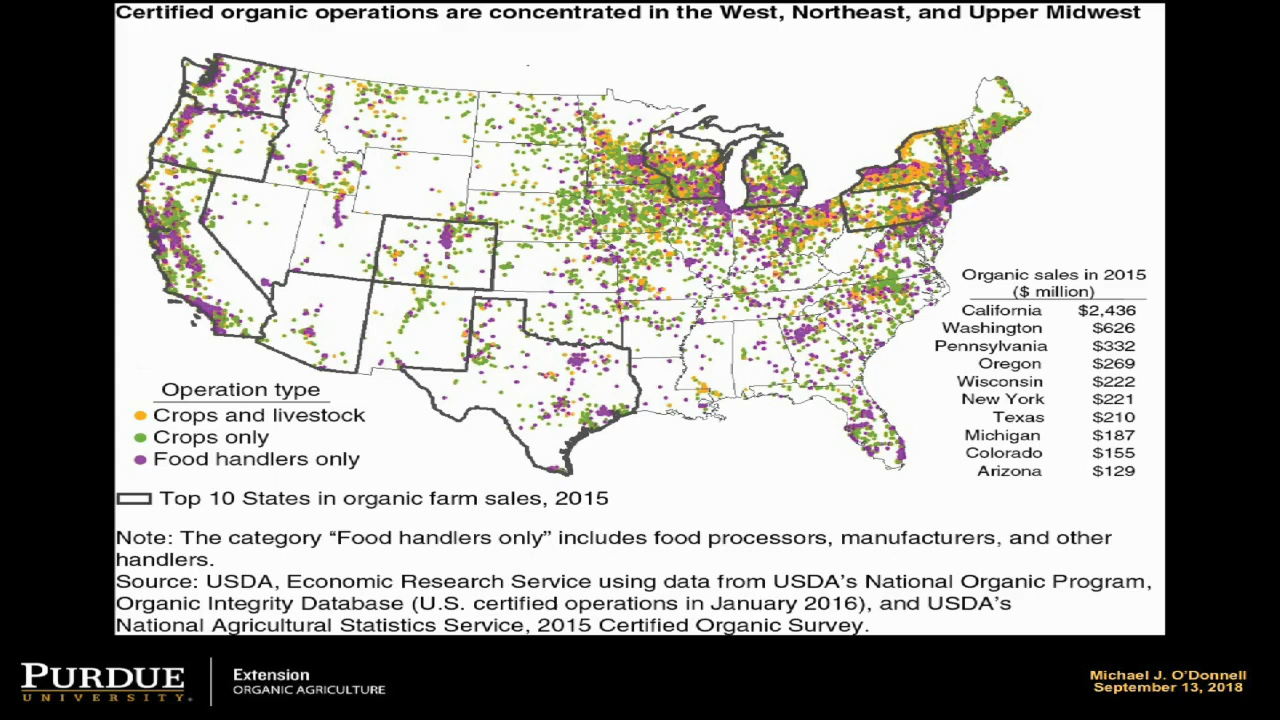 Certified organic operations are concentrated in the West, Northeast, and Upper Midwest
Organic sales in 2015
($ million)
California $2,436
Washington $626
Pennsylvania $332
Oregon $269
Wisconsin $222
New York $221
Texas $210
Michigan $187
Colorado $155
Arizona $129
Operation type
Crops and livestock
Crops only
Food handlers only
Top 10 States in organic farm sales, 2015
Note: The category “Food handlers only” includes food processors, manufacturers, and other
handlers.
Source: USDA, Economic Research Service using data from USDA’s National Organic Program,
Organic Integrity Database (U.S. certified operations in January 2016), and USDA’s
National Agricultural Statistics Service, 2015 Certified Organic Survey.
PURDUE
UNIVERSITY
Extension
ORGANIC AGRICULTURE
Michael J. O’Donnell
September 13, 2018